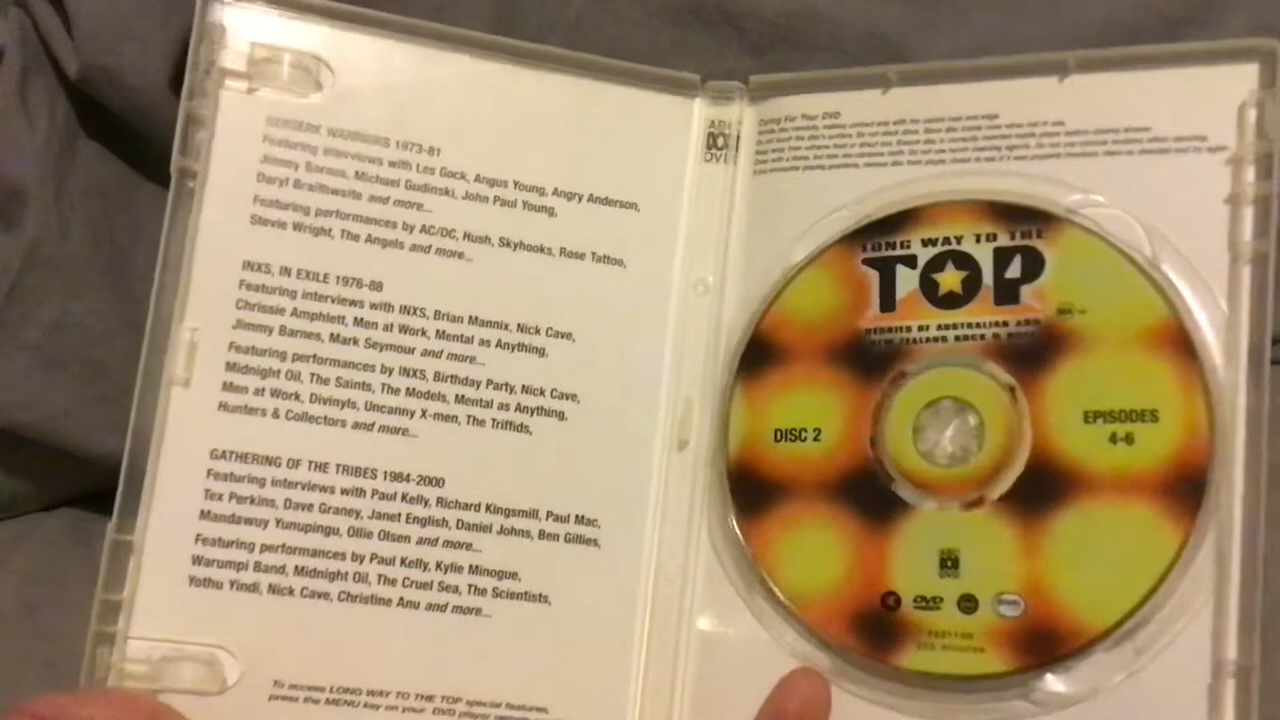 BERSERK WARRIORS 1973-81
Featuring interviews with Les Gock, Angus Young, Angry Anderson,
Jimmy Barnes, Michael Gudinski, John Paul Young,
Daryl Braithwaite and more...
Featuring performances by AC/DC, Hush, Skyhooks, Rose Tattoo,
Stevie Wright, The Angels and more...
INXS, IN EXILE 1976-88
Featuring interviews with INXS, Brian Mannix, Nick Cave,
Chrissie Amphlett, Men at Work, Mental as Anything,
Jimmy Barnes, Mark Seymour and more...
Featuring performances by INXS, Birthday Party, Nick Cave,
Midnight Oil, The Saints, The Models, Mental as Anything,
Men at Work, Divinyls, Uncanny X-men, The Triffids,
Hunters & Collectors and more...
GATHERING OF THE TRIBES 1984-2000
Featuring interviews with Paul Kelly, Richard Kingsmill, Paul Mac,
Tex Perkins, Dave Graney, Janet English, Daniel Johns, Ben Gillies,
Mandawuy Yunupingu, Ollie Olsen and more...
Featuring performances by Paul Kelly, Kylie Minogue,
Warumpi Band, Midnight Oil, The Cruel Sea, The Scientists,
Yothu Yindi, Nick Cave, Christine Anu and more...
To access LONG WAY TO THE TOP special features,
press the MENU key on your DVD player
ABC
DVD
Caring For Your DVD
LONG WAY TO THE
TOP
STORIES OF AUSTRALIAN AND
NEW ZEALAND ROCK & ROLL
DISC 2
EPISODES
4-6
ABC
DVD
DVD